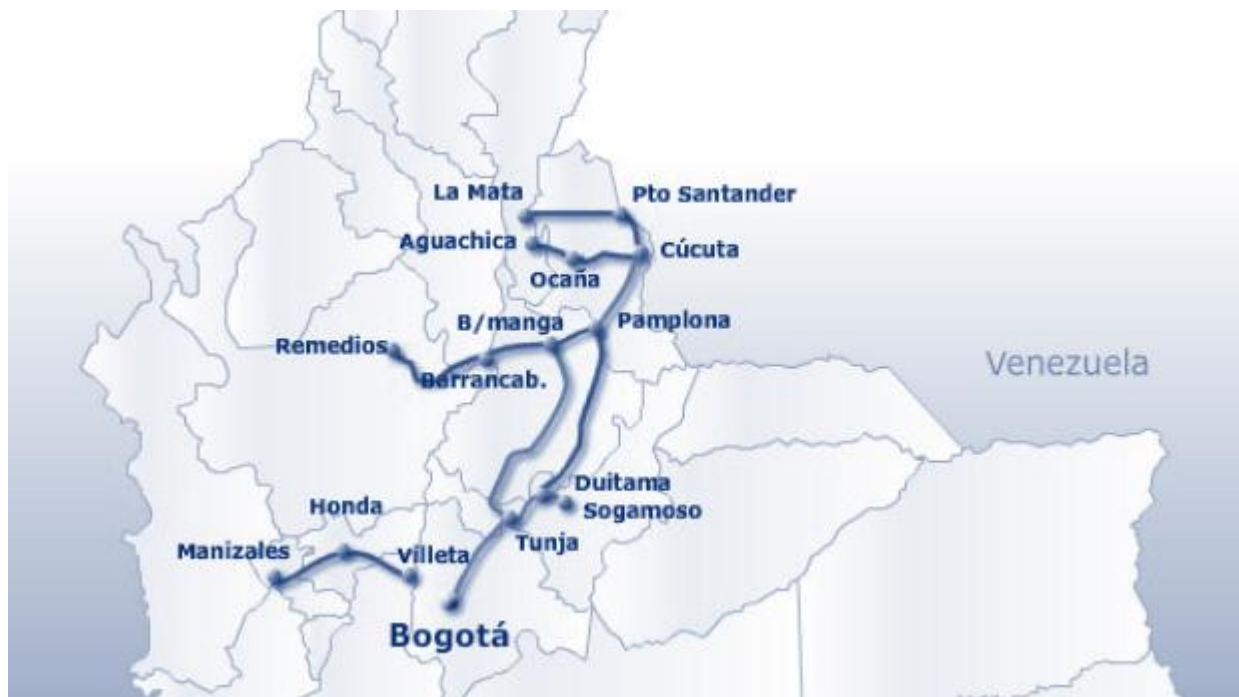 La Mata
Pto Santander
Aguachica
Cúcuta
Ocaña
B/manga
Pamplona
Remedios
Venezuela
Barrancab.
Duitama
Honda
Sogamoso
Manizales
Villeta
Tunja
Bogotá